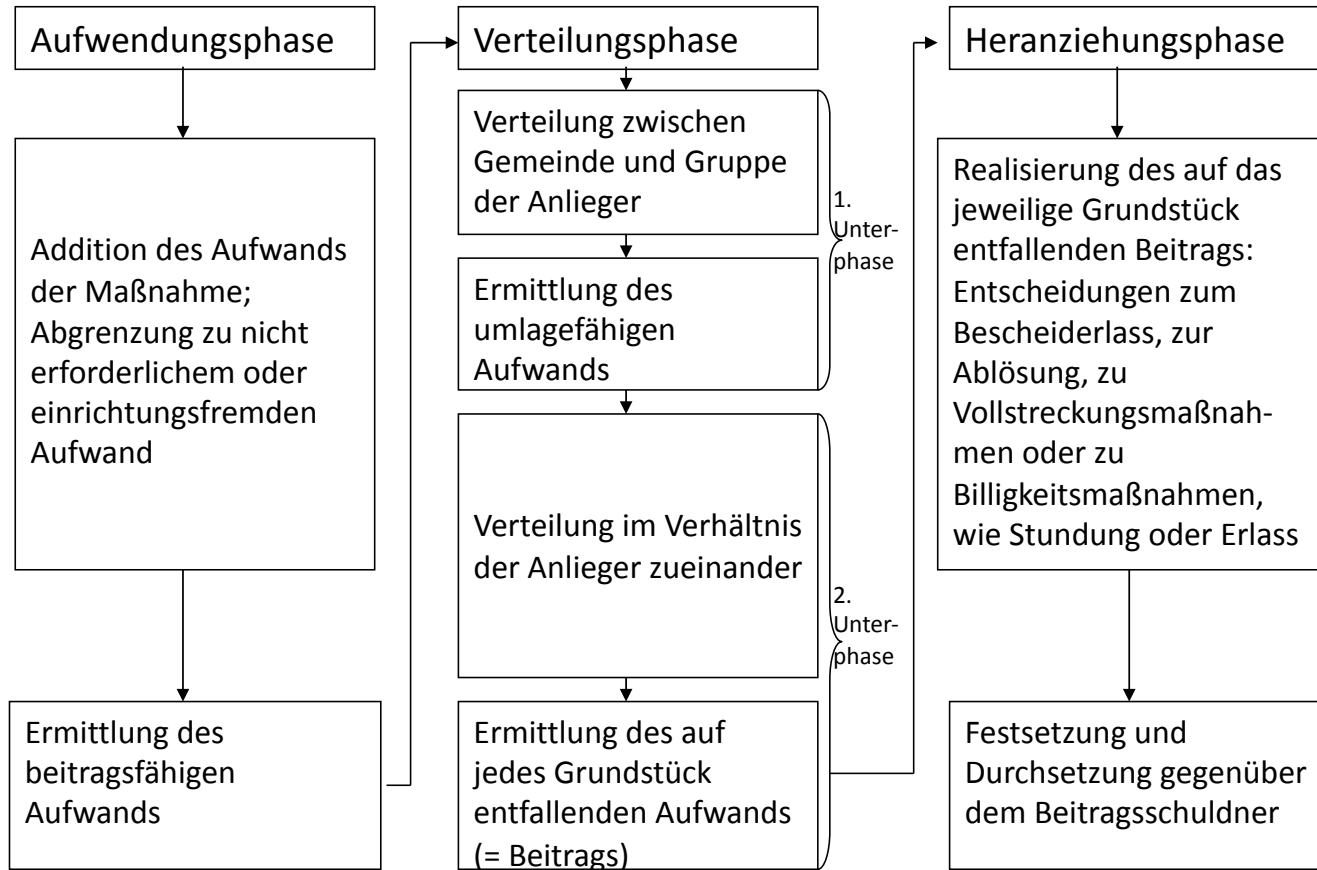 Aufwendungsphase
Addition des Aufwands
der Maßnahme;
Abgrenzung zu nicht
erforderlichem oder
einrichtungsfremden
Aufwand
Ermittlung des
beitragsfähigen
Aufwands
Verteilungsphase
Verteilung zwischen
Gemeinde und Gruppe
der Anlieger
Ermittlung des
umlagefähigen
Aufwands
1.
Unter-
phase
Verteilung im Verhältnis
der Anlieger zueinander
Ermittlung des auf
jedes Grundstück
entfallenden Aufwands
(= Beitrags)
2.
Unter-
phase
Heranziehungsphase
Realisierung des auf das
jeweilige Grundstück
entfallenden Beitrags:
Entscheidungen zum
Bescheiderlass, zur
Ablösung, zu
Vollstreckungsmaßnah-
men oder zu
Billigkeitsmaßnahmen,
wie Stundung oder Erlass
Festsetzung und
Durchsetzung gegenüber
dem Beitragsschuldner